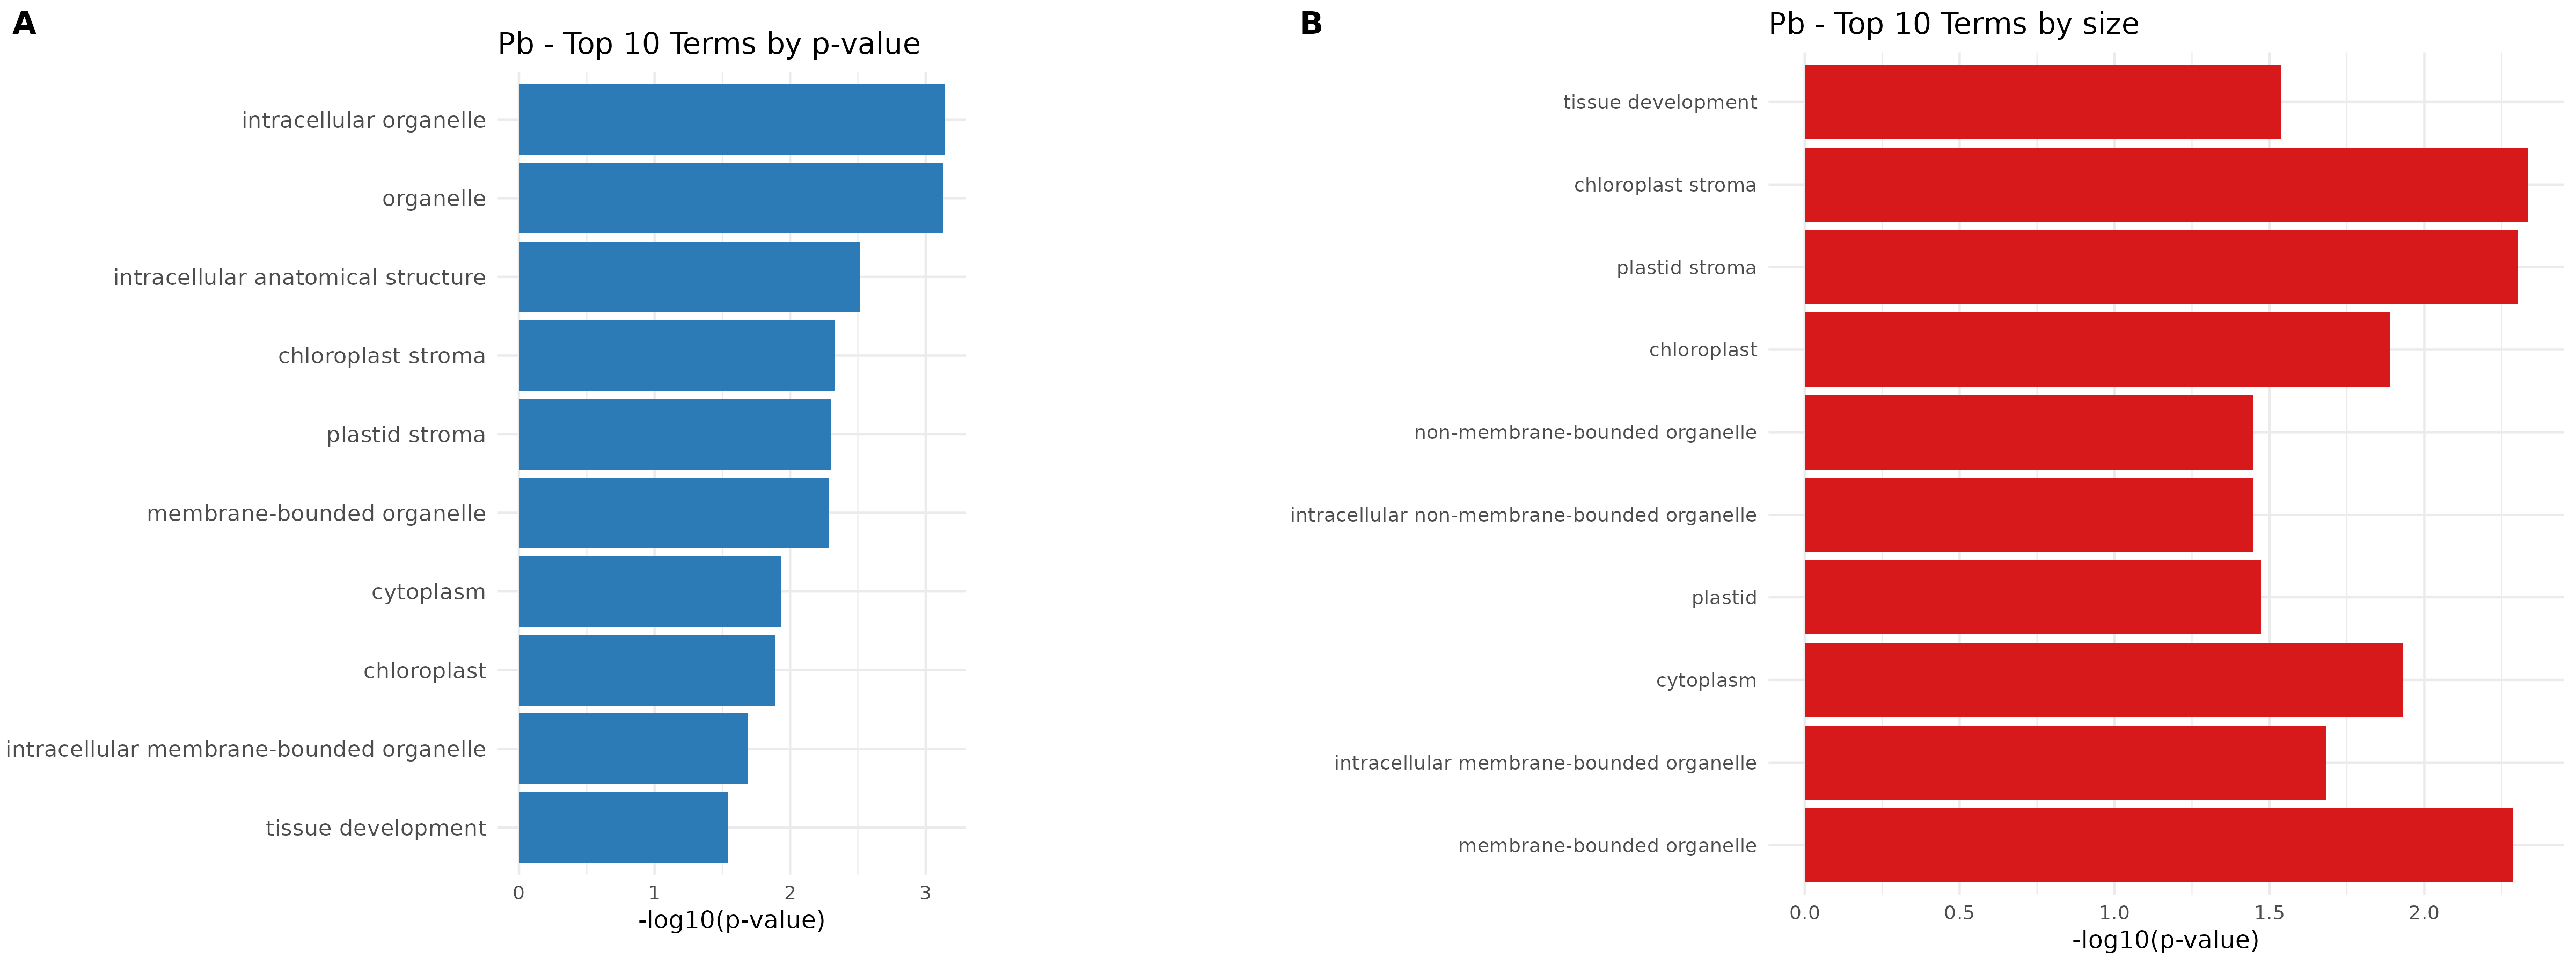 A
Pb - Top 10 Terms by p-value
intracellular organelle
organelle
intracellular anatomical structure
chloroplast stroma
plastid stroma
membrane-bounded organelle
cytoplasm
chloroplast
intracellular membrane-bounded organelle
tissue development
0 1 2 3
-log10(p-value)
B
Pb - Top 10 Terms by size
tissue development
chloroplast stroma
plastid stroma
chloroplast
non-membrane-bounded organelle
intracellular non-membrane-bounded organelle
plastid
cytoplasm
intracellular membrane-bounded organelle
membrane-bounded organelle
0.0 0.5 1.0 1.5 2.0
-log10(p-value)